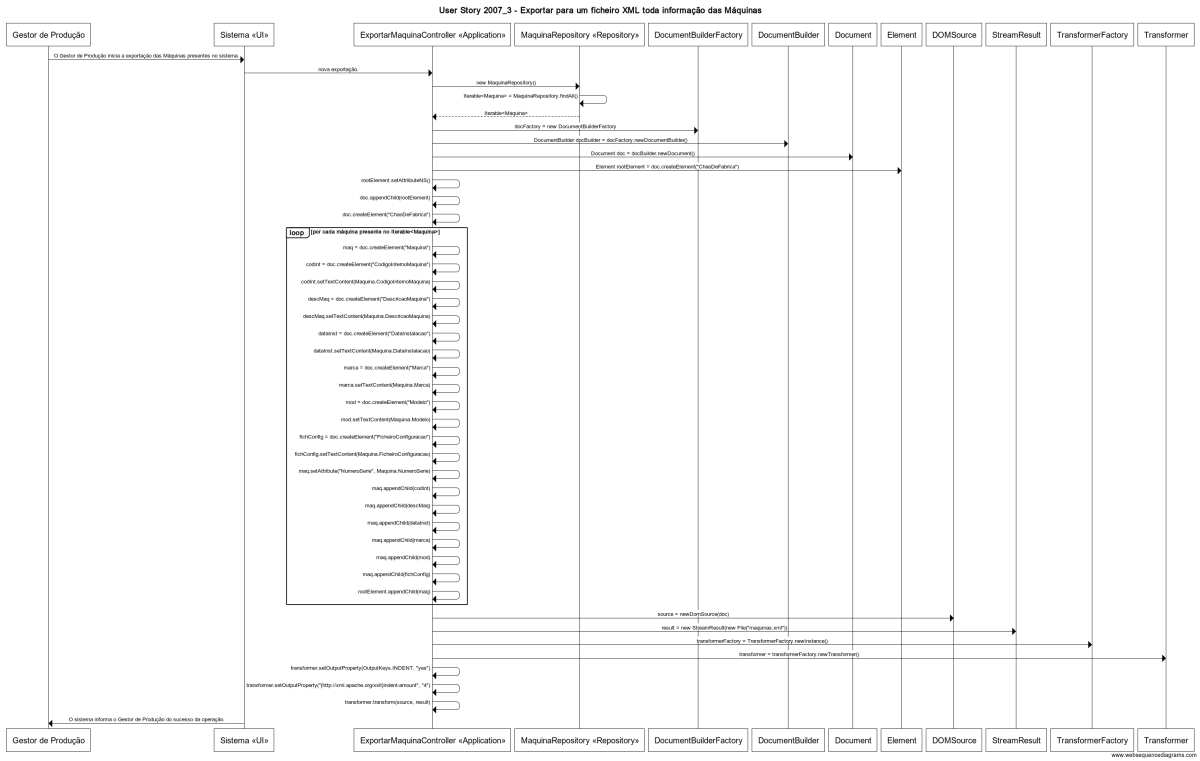 User Story 2007_3 - Exportar para um ficheiro XML toda informação das Máquinas
Gestor de Produção
Sistema «UI»
ExportarMaquinaController «Application»
MaquinaRepository «Repository»
DocumentBuilderFactory
DocumentBuilder
Document
Element
DOMSource
StreamResult
TransformerFactory
Transformer
O Gestor de Produção inicia a exportação das Máquinas presentes no sistema.
nova exportação.
new MaquinaRepository()
Iterable<Maquina> = MaquinaRepository.findAll()
Iterable<Maquina>
docFactory = new DocumentBuilderFactory
DocumentBuilder docBuilder = docFactory.newDocumentBuilder()
Document doc = docBuilder.newDocument()
Element rootElement = doc.createElement("ChaoDeFabrica")
rootElement.setAttributeNS()
doc.appendChild(rootElement)
doc.createElement("ChaoDeFabrica")
loop [por cada máquina presente no Iterable<Maquina>]
maq = doc.createElement("Maquina")
codInt = doc.createElement("CodigoInternoMaquina")
codInt.setTextContent(Maquina.CodigoInternoMaquina)
descMaq = doc.createElement("DescricaoMaquina")
descMaq.setTextContent(Maquina.DescricaoMaquina)
dataInst = doc.createElement("DataInstalacao")
dataInst.setTextContent(Maquina.DataInstalacao)
marca = doc.createElement("Marca")
marca.setTextContent(Maquina.Marca)
mod = doc.createElement("Modelo")
mod.setTextContent(Maquina.Modelo)
fichConfig = doc.createElement("FicheiroConfiguracao")
fichConfig.setTextContent(Maquina.FicheiroConfiguracao)
maq.setAttribute("NumeroSerie", Maquina.NumeroSerie)
maq.appendChild(codInt)
maq.appendChild(descMaq)
maq.appendChild(dataInst)
maq.appendChild(marca)
maq.appendChild(mod)
maq.appendChild(fichConfig)
rootElement.appendChild(maq)
source = newDomSource(doc)
result = new StreamResult(new File("maquinas.xml"))
transformerFactory = TransformerFactory.newInstance()
transformer = transformerFactory.newTransformer()
transformer.setOutputProperty(OutputKeys.INDENT, "yes")
transformer.setOutputProperty("{http://xml.apache.org/xslt}indent-amount", "4")
transformer.transform(source, result)
O sistema informa o Gestor de Produção do sucesso da operação.
Gestor de Produção
Sistema «UI»
ExportarMaquinaController «Application»
MaquinaRepository «Repository»
DocumentBuilderFactory
DocumentBuilder
Document
Element
DOMSource
StreamResult
TransformerFactory
Transformer
www.websequencediagrams.com